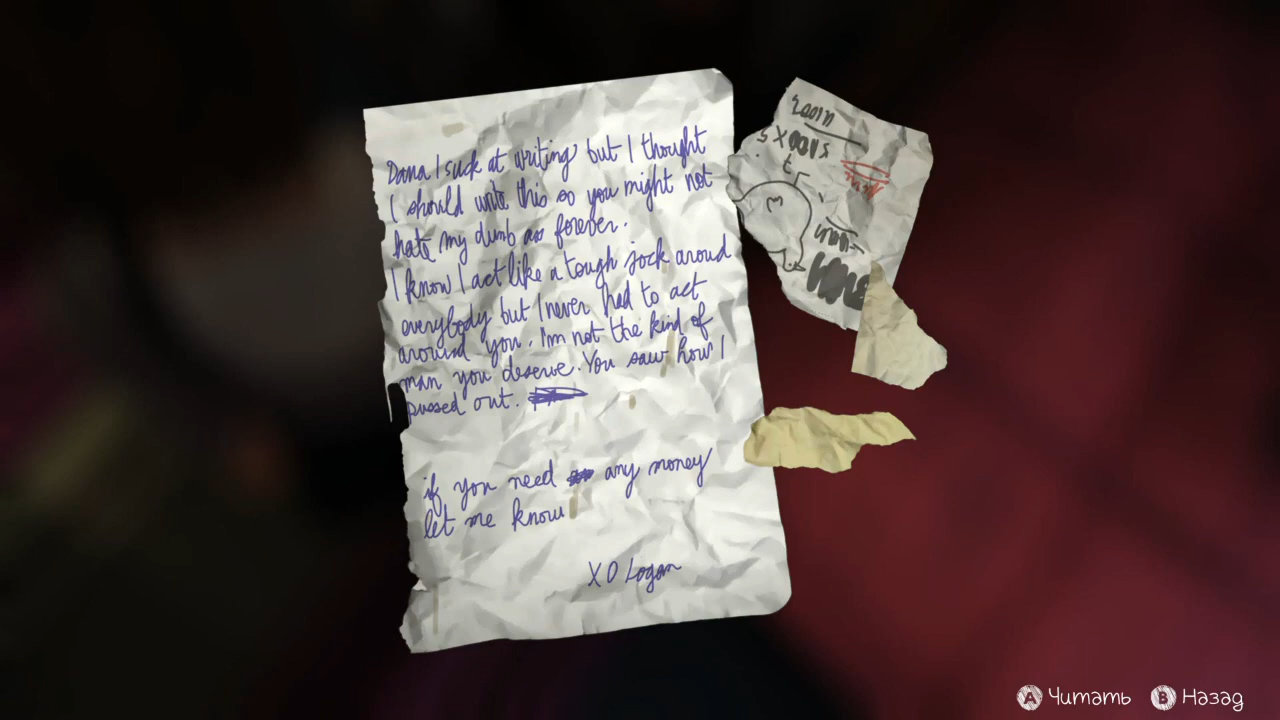 Dana I suck at writing but I thought
I should write this so you might not
hate my dumb ass forever.
I know I act like a tough jock aroud
everybody but I never had to act
around you. I'm not the kind of
man you deserve. You saw how I
pussed out.
if you need any money
let me know
XO Logan
A Читать B Назад